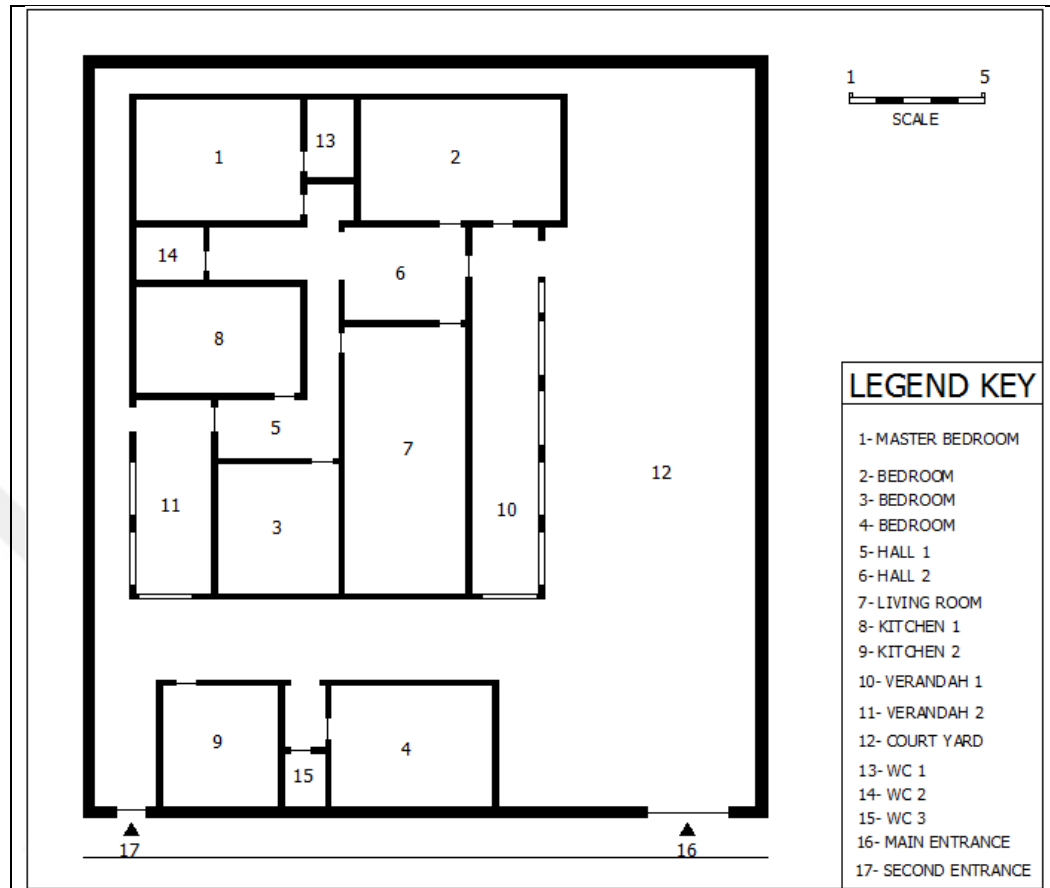 1 5
SCALE
13
1
2
14
6
8
5
7
12
11
10
3
9
4
15
17
16
LEGEND KEY
1- MASTER BEDROOM
2- BEDROOM
3- BEDROOM
4- BEDROOM
5- HALL 1
6- HALL 2
7- LIVING ROOM
8- KITCHEN 1
9- KITCHEN 2
10- VERANDAH 1
11- VERANDAH 2
12- COURT YARD
13- WC 1
14- WC 2
15- WC 3
16- MAIN ENTRANCE
17- SECOND ENTRANCE